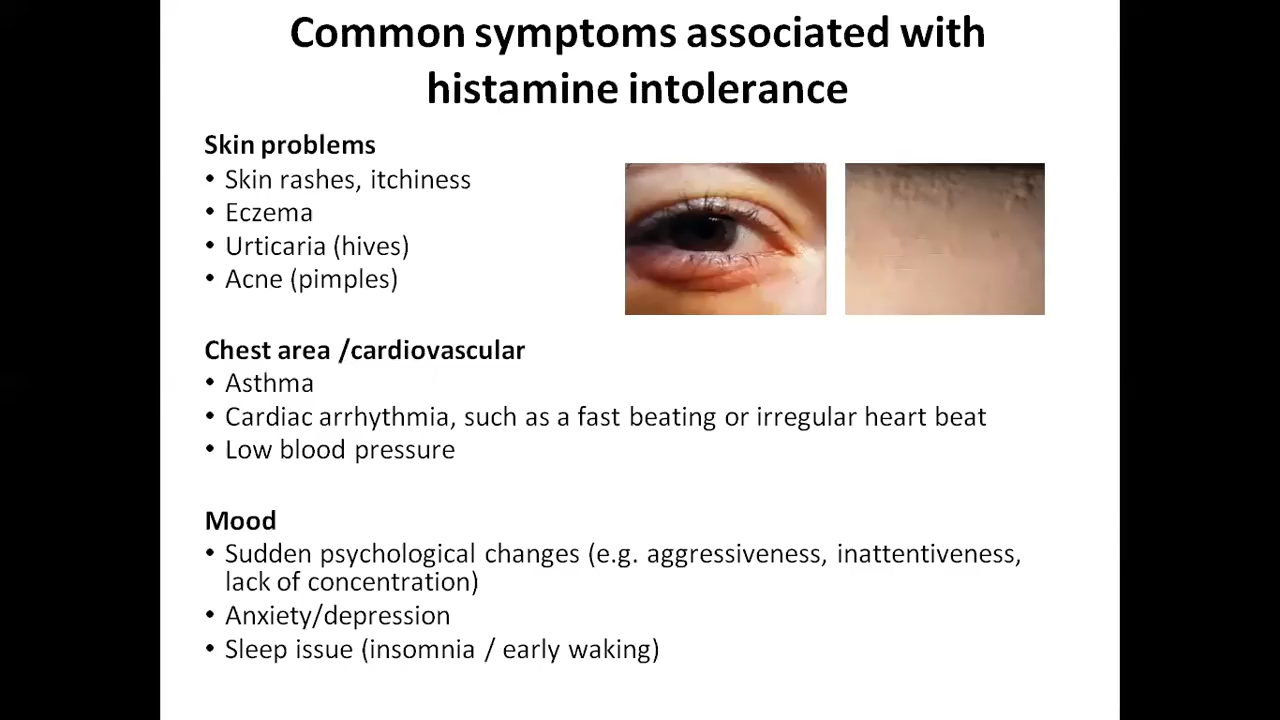 Common symptoms associated with
histamine intolerance
Skin problems
• Skin rashes, itchiness
• Eczema
• Urticaria (hives)
• Acne (pimples)
Chest area /cardiovascular
• Asthma
• Cardiac arrhythmia, such as a fast beating or irregular heart beat
• Low blood pressure
Mood
• Sudden psychological changes (e.g. aggressiveness, inattentiveness,
lack of concentration)
• Anxiety/depression
• Sleep issue (insomnia / early waking)